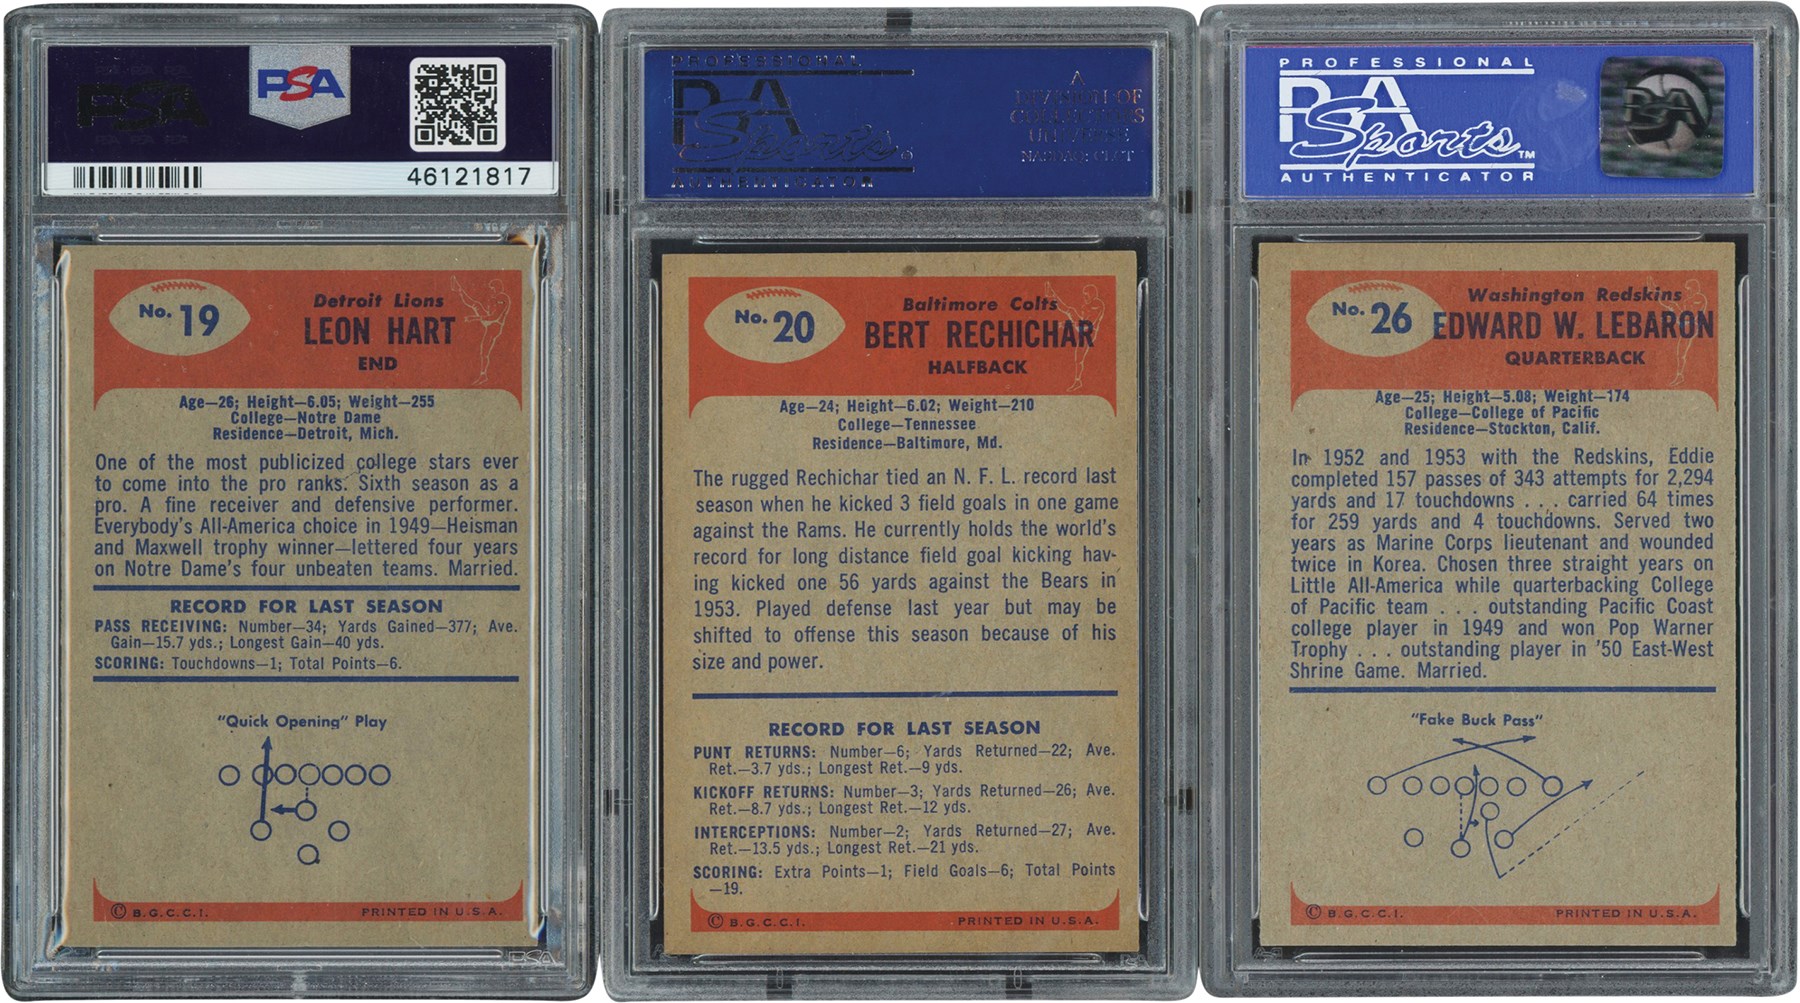 PSA
PSA
46121817
No. 19
Detroit Lions
LEON HART
END
Age—26; Height—6.05; Weight—255
College—Notre Dame
Residence—Detroit, Mich.
One of the most publicized college stars ever
to come into the pro ranks. Sixth season as a
pro. A fine receiver and defensive performer.
Everybody's All-America choice in 1949—Heisman
and Maxwell trophy winner—lettered four years
on Notre Dame's four unbeaten teams. Married.
RECORD FOR LAST SEASON
PASS RECEIVING: Number—34; Yards Gained—377; Ave.
Gain—15.7 yds.; Longest Gain—40 yds.
SCORING: Touchdowns—1; Total Points—6.
"Quick Opening" Play
© B.G.C.C.I. PRINTED IN U.S.A.
PSA
PROFESSIONAL
PSA
Sports
AUTHENTICATOR
A
DIVISION OF
COLLECTORS
UNIVERSE
NASDAQ: CLCT
No. 20
Baltimore Colts
BERT RECHICHAR
HALFBACK
Age—24; Height—6.02; Weight—210
College—Tennessee
Residence—Baltimore, Md.
The rugged Rechichar tied an N. F. L. record last
season when he kicked 3 field goals in one game
against the Rams. He currently holds the world's
record for long distance field goal kicking hav-
ing kicked one 56 yards against the Bears in
1953. Played defense last year but may be
shifted to offense this season because of his
size and power.
RECORD FOR LAST SEASON
PUNT RETURNS: Number—6; Yards Returned—22; Ave.
Ret.—3.7 yds.; Longest Ret.—9 yds.
KICKOFF RETURNS: Number—3; Yards Returned—26; Ave.
Ret.—8.7 yds.; Longest Ret.—12 yds.
INTERCEPTIONS: Number—2; Yards Returned—27; Ave.
Ret.—13.5 yds.; Longest Ret.—21 yds.
SCORING: Extra Points—1; Field Goals—6; Total Points
—19.
© B.G.C.C.I. PRINTED IN U.S.A.
PROFESSIONAL
PSA
Sports™
AUTHENTICATOR
PSA
No. 26
Washington Redskins
EDWARD W. LEBARON
QUARTERBACK
Age—25; Height—5.08; Weight—174
College—College of Pacific
Residence—Stockton, Calif.
In 1952 and 1953 with the Redskins, Eddie
completed 157 passes of 343 attempts for 2,294
yards and 17 touchdowns . . . carried 64 times
for 259 yards and 4 touchdowns. Served two
years as Marine Corps lieutenant and wounded
twice in Korea. Chosen three straight years on
Little All-America while quarterbacking College
of Pacific team . . . outstanding Pacific Coast
college player in 1949 and won Pop Warner
Trophy . . . outstanding player in '50 East-West
Shrine Game. Married.
"Fake Buck Pass"
© B.G.C.C.I. PRINTED IN U.S.A.